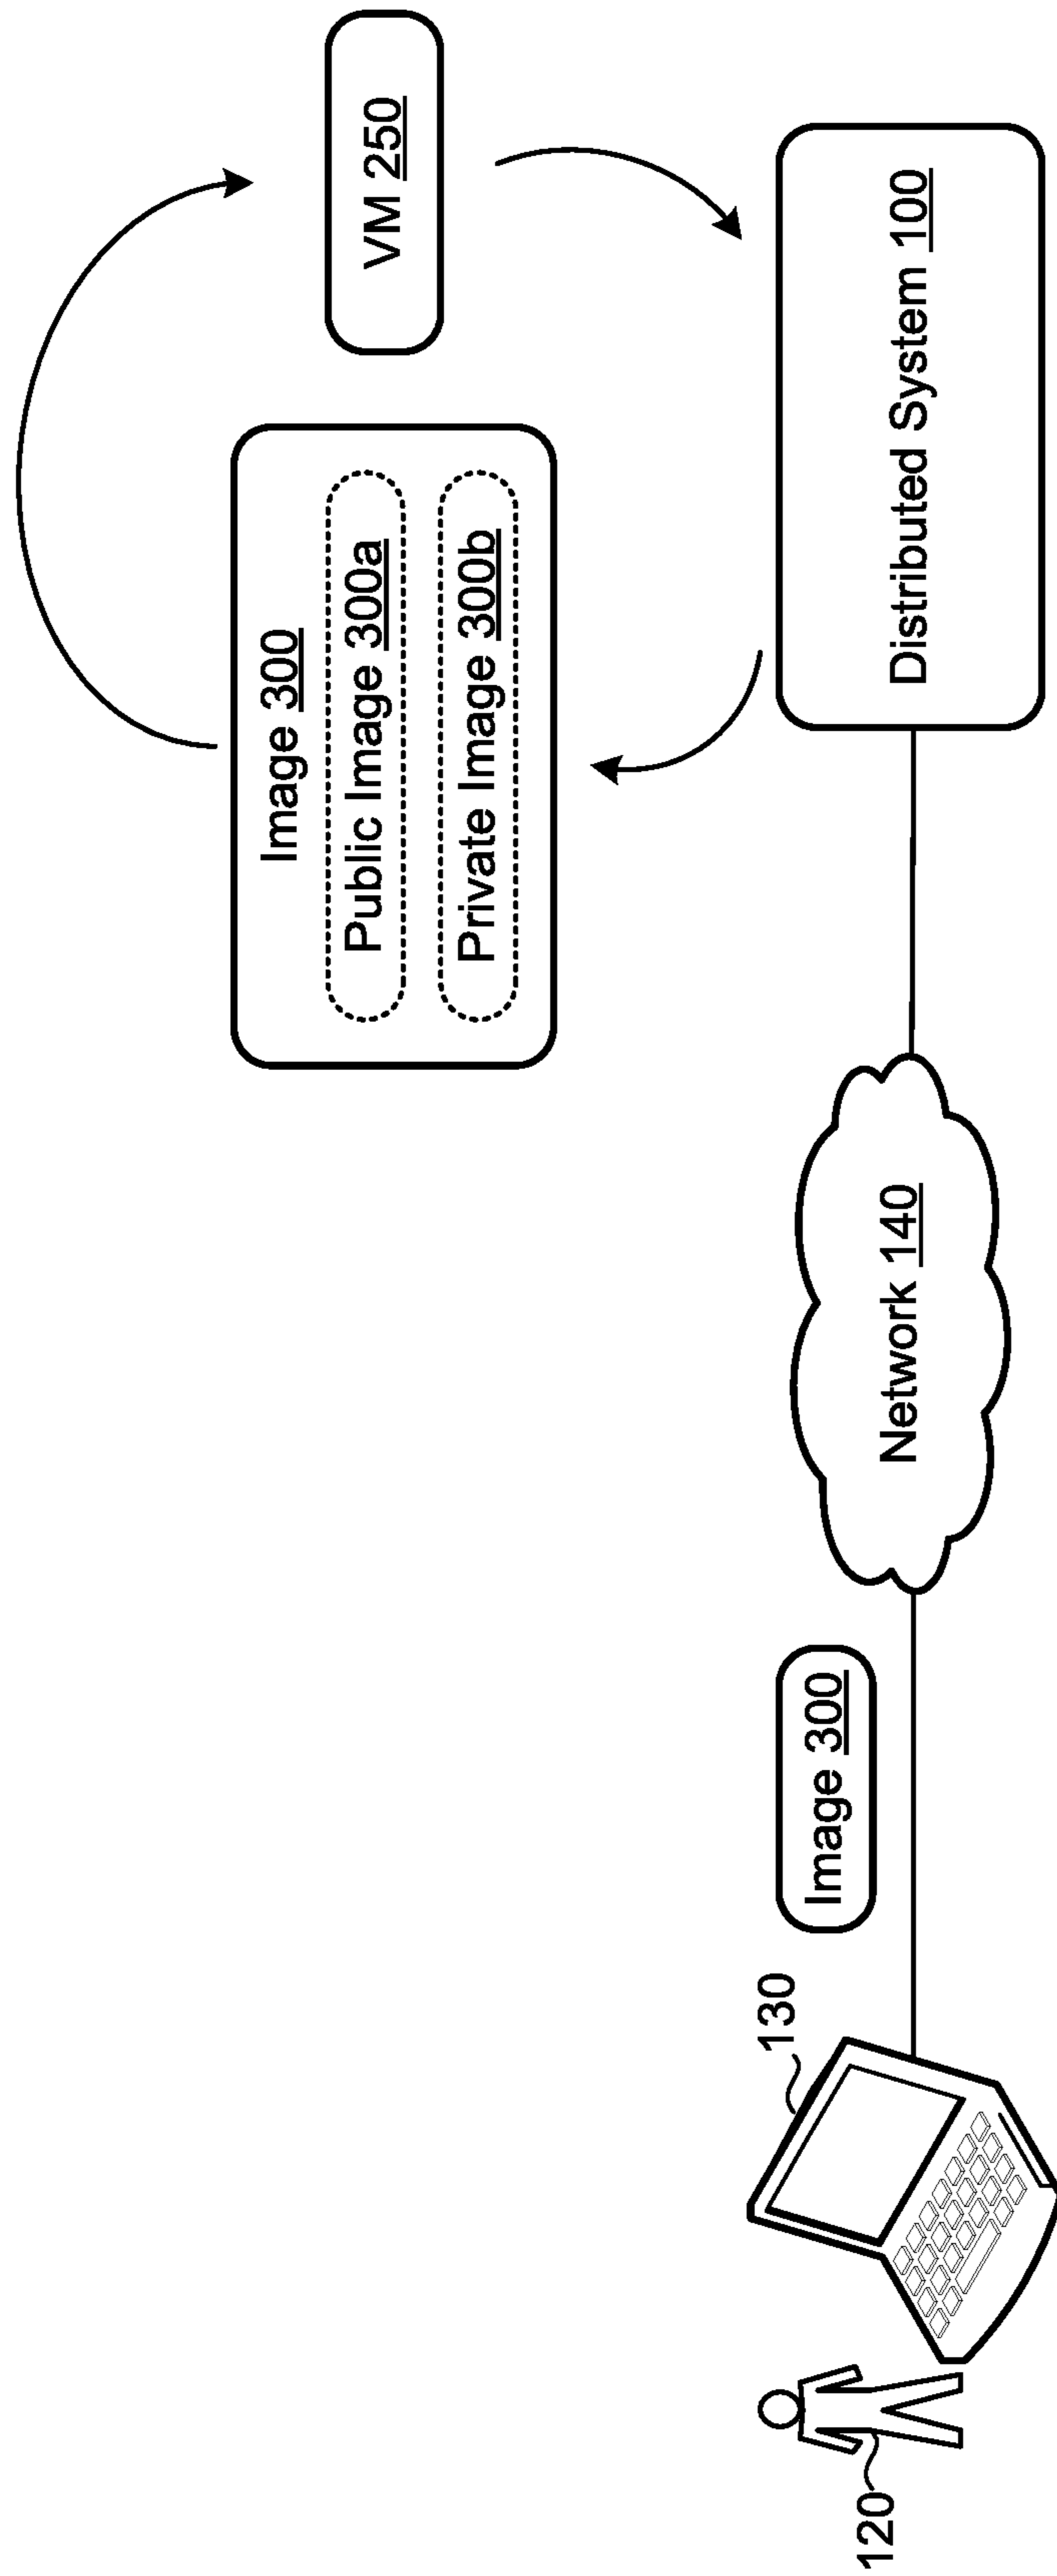 Image 300
Public Image 300a
Private Image 300b
VM 250
120
130
Image 300
Network 140
Distributed System 100